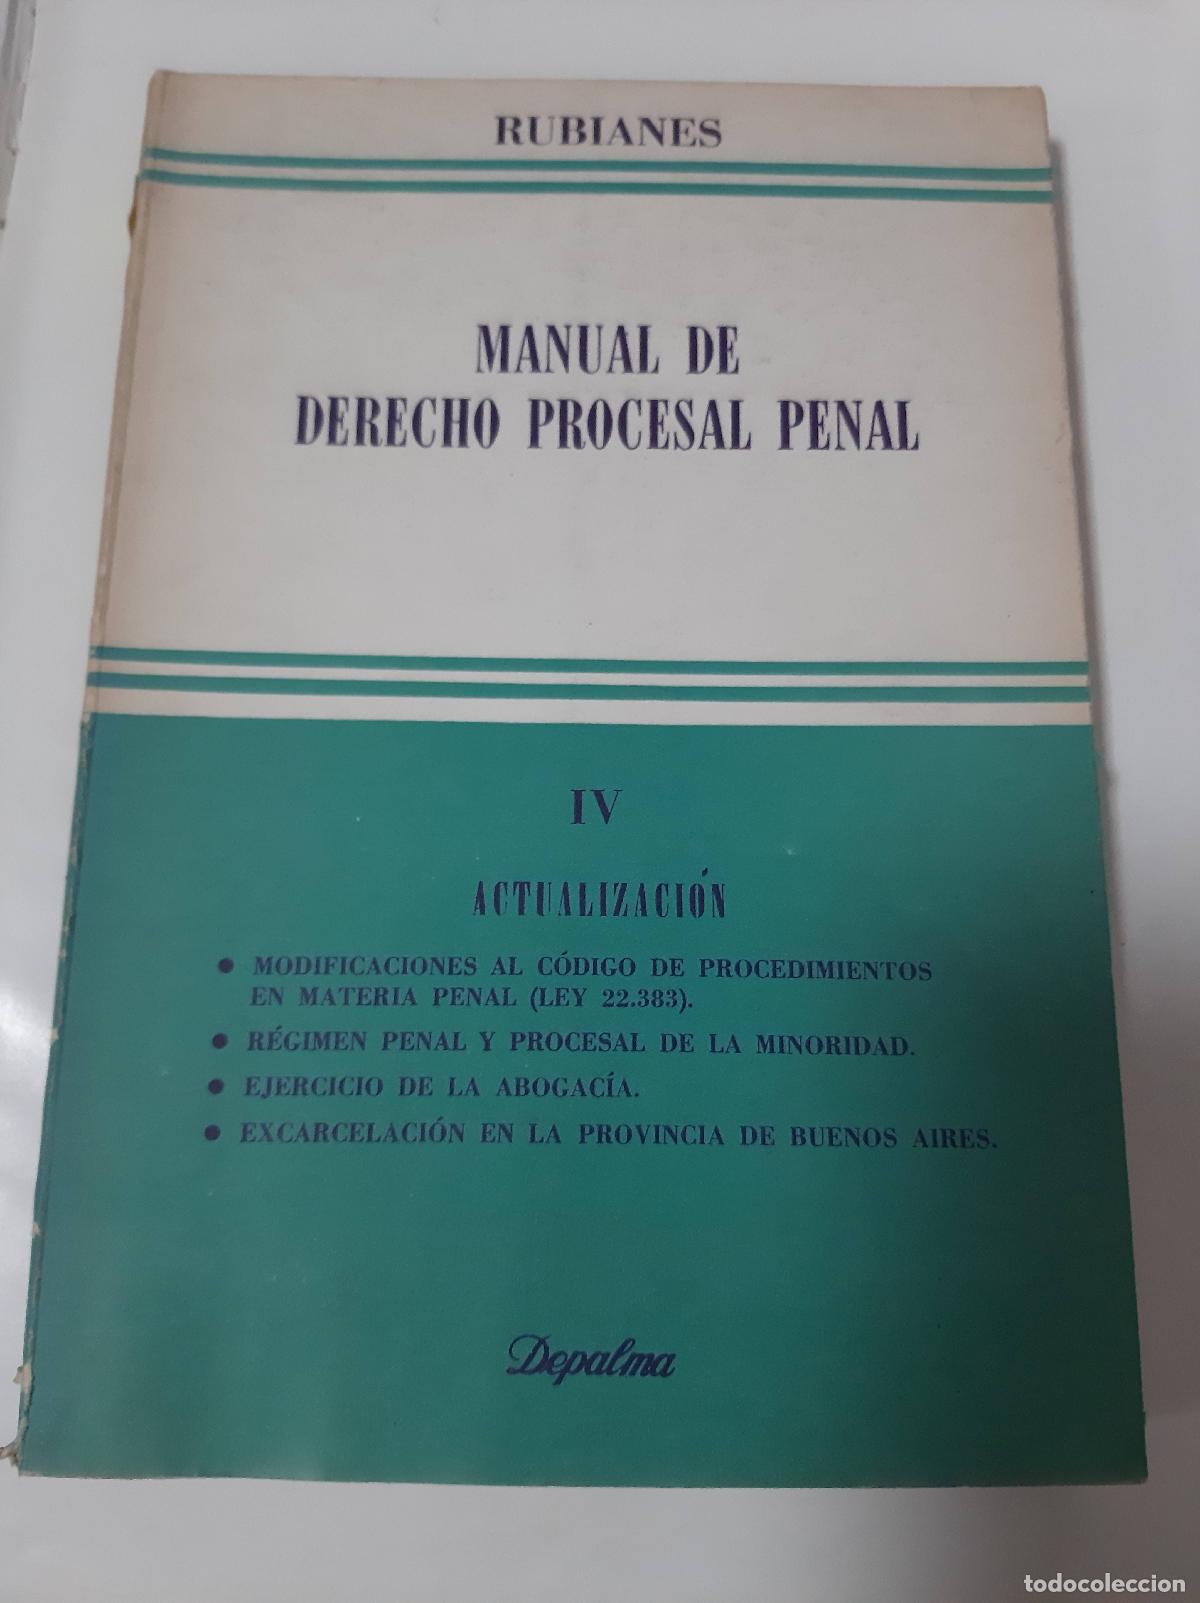 RUBIANES
MANUAL DE
DERECHO PROCESAL PENAL
IV
ACTUALIZACIÓN
● MODIFICACIONES AL CÓDIGO DE PROCEDIMIENTOS
EN MATERIA PENAL (LEY 22.383).
● RÉGIMEN PENAL Y PROCESAL DE LA MINORIDAD.
● EJERCICIO DE LA ABOGACÍA.
● EXCARCELACIÓN EN LA PROVINCIA DE BUENOS AIRES.
Depalma
todocoleccion